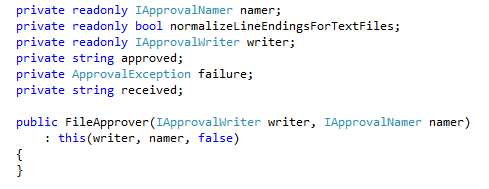 private readonly IApprovalNamer namer;
private readonly bool normalizeLineEndingsForTextFiles;
private readonly IApprovalWriter writer;
private string approved;
private ApprovalException failure;
private string received;
public FileApprover(IApprovalWriter writer, IApprovalNamer namer)
: this(writer, namer, false)
{
}